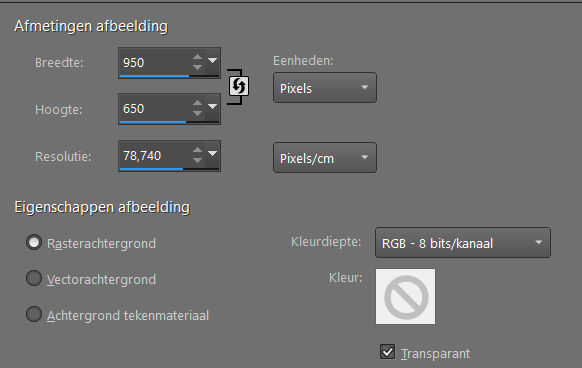 Afmetingen afbeelding
Breedte: 950 Eenheden:
Pixels
Hoogte: 650
Resolutie: 78,740 Pixels/cm
Eigenschappen afbeelding
Rasterachtergrond Kleurdiepte: RGB - 8 bits/kanaal
Vectorachtergrond Kleur:
Achtergrond tekenmateriaal
Transparant